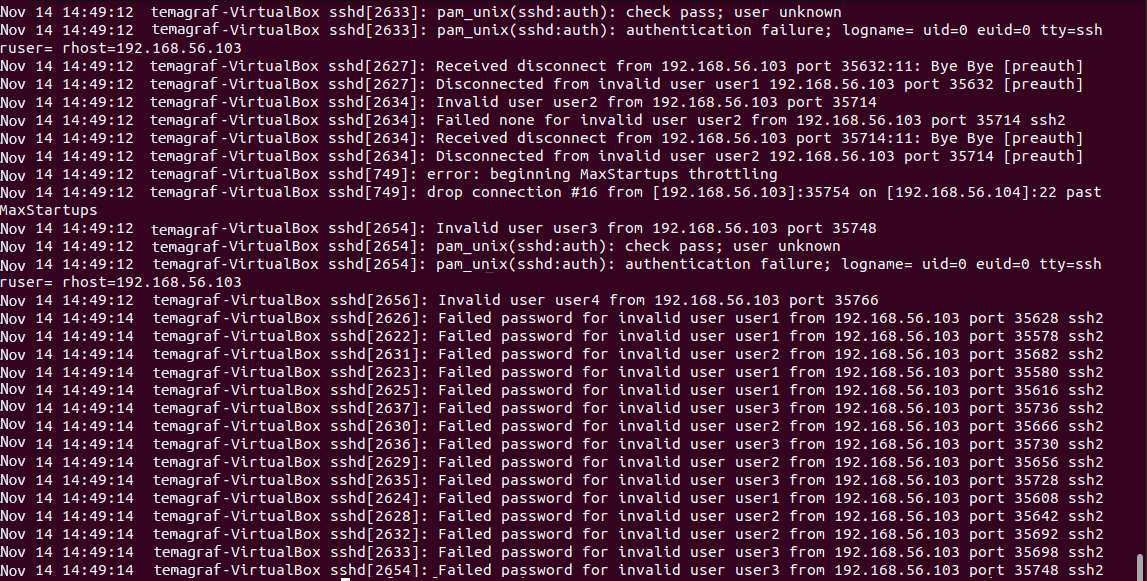 Nov 14 14:49:12 temagraf-VirtualBox sshd[2633]: pam_unix(sshd:auth): check pass; user unknown
Nov 14 14:49:12 temagraf-VirtualBox sshd[2633]: pam_unix(sshd:auth): authentication failure; logname= uid=0 euid=0 tty=ssh
ruser= rhost=192.168.56.103
Nov 14 14:49:12 temagraf-VirtualBox sshd[2627]: Received disconnect from 192.168.56.103 port 35632:11: Bye Bye [preauth]
Nov 14 14:49:12 temagraf-VirtualBox sshd[2627]: Disconnected from invalid user user1 192.168.56.103 port 35632 [preauth]
Nov 14 14:49:12 temagraf-VirtualBox sshd[2634]: Invalid user user2 from 192.168.56.103 port 35714
Nov 14 14:49:12 temagraf-VirtualBox sshd[2634]: Failed none for invalid user user2 from 192.168.56.103 port 35714 ssh2
Nov 14 14:49:12 temagraf-VirtualBox sshd[2634]: Received disconnect from 192.168.56.103 port 35714:11: Bye Bye [preauth]
Nov 14 14:49:12 temagraf-VirtualBox sshd[2634]: Disconnected from invalid user user2 192.168.56.103 port 35714 [preauth]
Nov 14 14:49:12 temagraf-VirtualBox sshd[749]: error: beginning MaxStartups throttling
Nov 14 14:49:12 temagraf-VirtualBox sshd[749]: drop connection #16 from [192.168.56.103]:35754 on [192.168.56.104]:22 past
MaxStartups
Nov 14 14:49:12 temagraf-VirtualBox sshd[2654]: Invalid user user3 from 192.168.56.103 port 35748
Nov 14 14:49:12 temagraf-VirtualBox sshd[2654]: pam_unix(sshd:auth): check pass; user unknown
Nov 14 14:49:12 temagraf-VirtualBox sshd[2654]: pam_unix(sshd:auth): authentication failure; logname= uid=0 euid=0 tty=ssh
ruser= rhost=192.168.56.103
Nov 14 14:49:12 temagraf-VirtualBox sshd[2656]: Invalid user user4 from 192.168.56.103 port 35766
Nov 14 14:49:14 temagraf-VirtualBox sshd[2626]: Failed password for invalid user user1 from 192.168.56.103 port 35628 ssh2
Nov 14 14:49:14 temagraf-VirtualBox sshd[2622]: Failed password for invalid user user1 from 192.168.56.103 port 35578 ssh2
Nov 14 14:49:14 temagraf-VirtualBox sshd[2631]: Failed password for invalid user user2 from 192.168.56.103 port 35682 ssh2
Nov 14 14:49:14 temagraf-VirtualBox sshd[2623]: Failed password for invalid user user1 from 192.168.56.103 port 35580 ssh2
Nov 14 14:49:14 temagraf-VirtualBox sshd[2625]: Failed password for invalid user user1 from 192.168.56.103 port 35616 ssh2
Nov 14 14:49:14 temagraf-VirtualBox sshd[2637]: Failed password for invalid user user3 from 192.168.56.103 port 35736 ssh2
Nov 14 14:49:14 temagraf-VirtualBox sshd[2630]: Failed password for invalid user user2 from 192.168.56.103 port 35666 ssh2
Nov 14 14:49:14 temagraf-VirtualBox sshd[2636]: Failed password for invalid user user3 from 192.168.56.103 port 35730 ssh2
Nov 14 14:49:14 temagraf-VirtualBox sshd[2629]: Failed password for invalid user user2 from 192.168.56.103 port 35656 ssh2
Nov 14 14:49:14 temagraf-VirtualBox sshd[2635]: Failed password for invalid user user3 from 192.168.56.103 port 35728 ssh2
Nov 14 14:49:14 temagraf-VirtualBox sshd[2624]: Failed password for invalid user user1 from 192.168.56.103 port 35608 ssh2
Nov 14 14:49:14 temagraf-VirtualBox sshd[2628]: Failed password for invalid user user2 from 192.168.56.103 port 35642 ssh2
Nov 14 14:49:14 temagraf-VirtualBox sshd[2632]: Failed password for invalid user user2 from 192.168.56.103 port 35692 ssh2
Nov 14 14:49:14 temagraf-VirtualBox sshd[2633]: Failed password for invalid user user3 from 192.168.56.103 port 35698 ssh2
Nov 14 14:49:14 temagraf-VirtualBox sshd[2654]: Failed password for invalid user user3 from 192.168.56.103 port 35748 ssh2